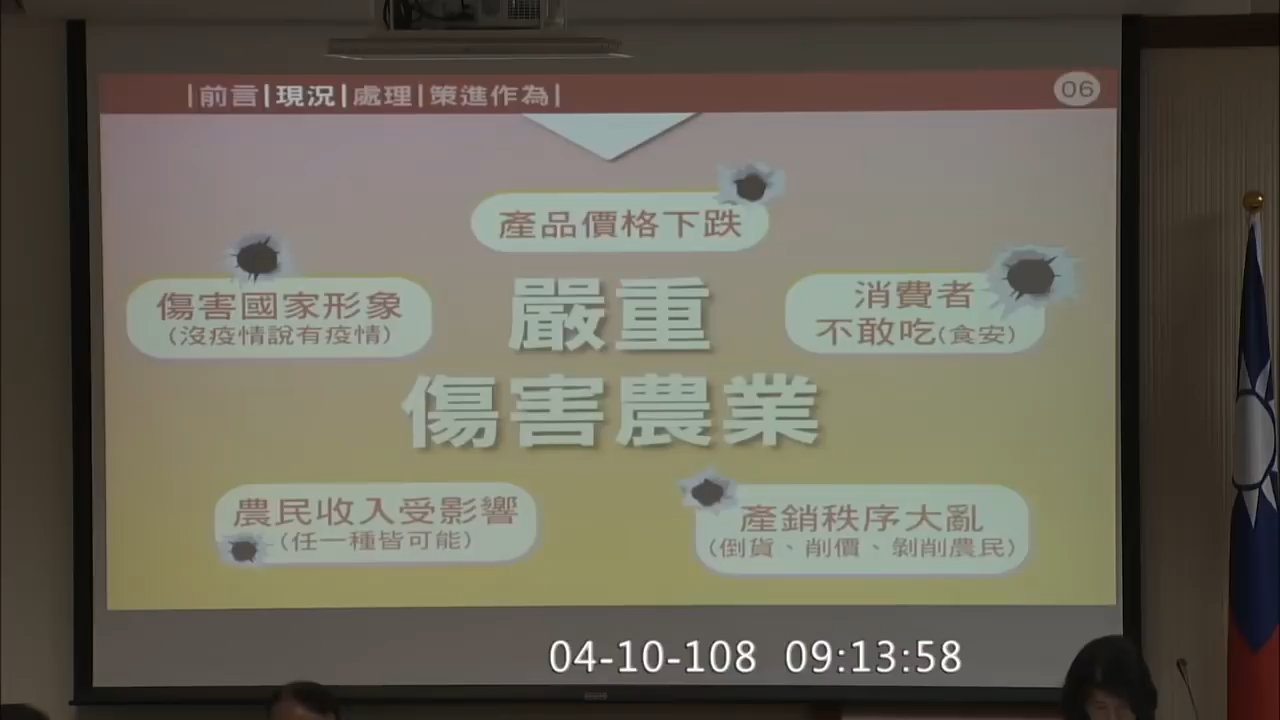 |前言|現況|處理|策進作為|
06
產品價格下跌
傷害國家形象
(沒疫情說有疫情)
嚴重
傷害農業
消費者
不敢吃(食安)
農民收入受影響
(任一種皆可能)
產銷秩序大亂
(倒貨、削價、剝削農民)
04-10-108 09:13:58